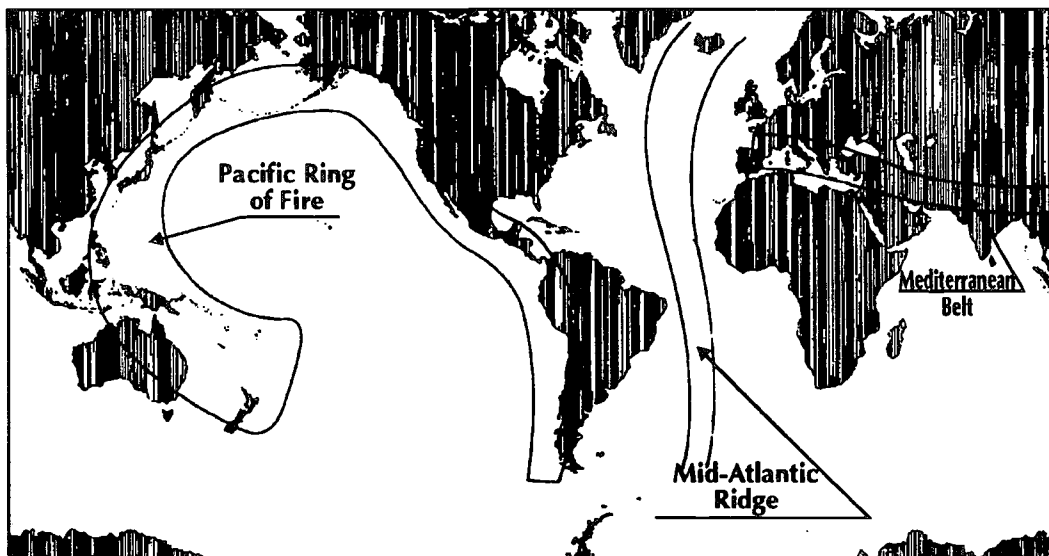 Pacific Ring
of Fire
Mediterranean
Belt
Mid-Atlantic
Ridge